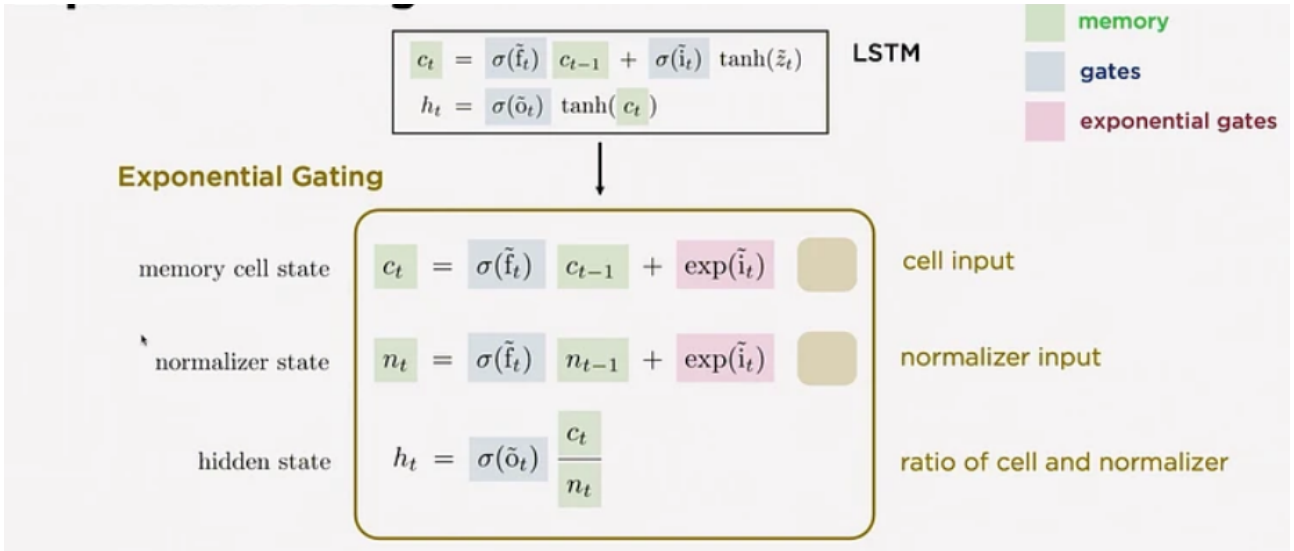 memory
gates
exponential gates
LSTM
c_t = σ(f̃_t) c_{t−1} + σ(ĩ_t) tanh(z̃_t)
h_t = σ(õ_t) tanh(c_t)
Exponential Gating
memory cell state c_t = σ(f̃_t) c_{t−1} + exp(ĩ_t) cell input
normalizer state n_t = σ(f̃_t) n_{t−1} + exp(ĩ_t) normalizer input
hidden state h_t = σ(õ_t) c_t / n_t ratio of cell and normalizer